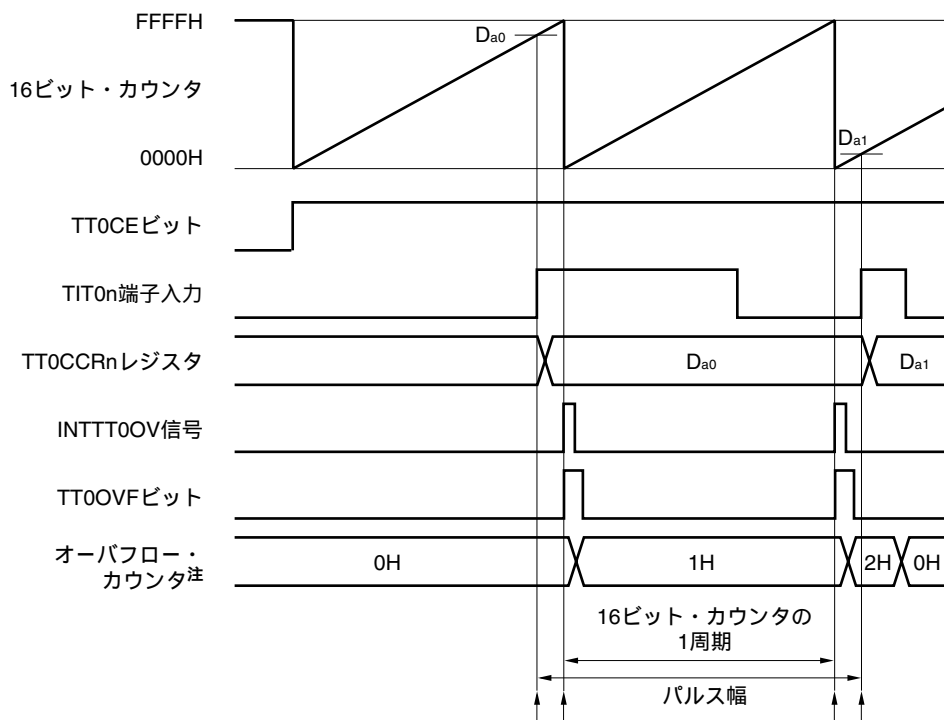 FFFFH
Da0
16ビット・カウンタ
Da1
0000H
TT0CEビット
TIT0n端子入力
TT0CCRnレジスタ
Da0
Da1
INTTT0OV信号
TT0OVFビット
オーバフロー・
カウンタ注
0H
1H
2H
0H
16ビット・カウンタの
1周期
パルス幅